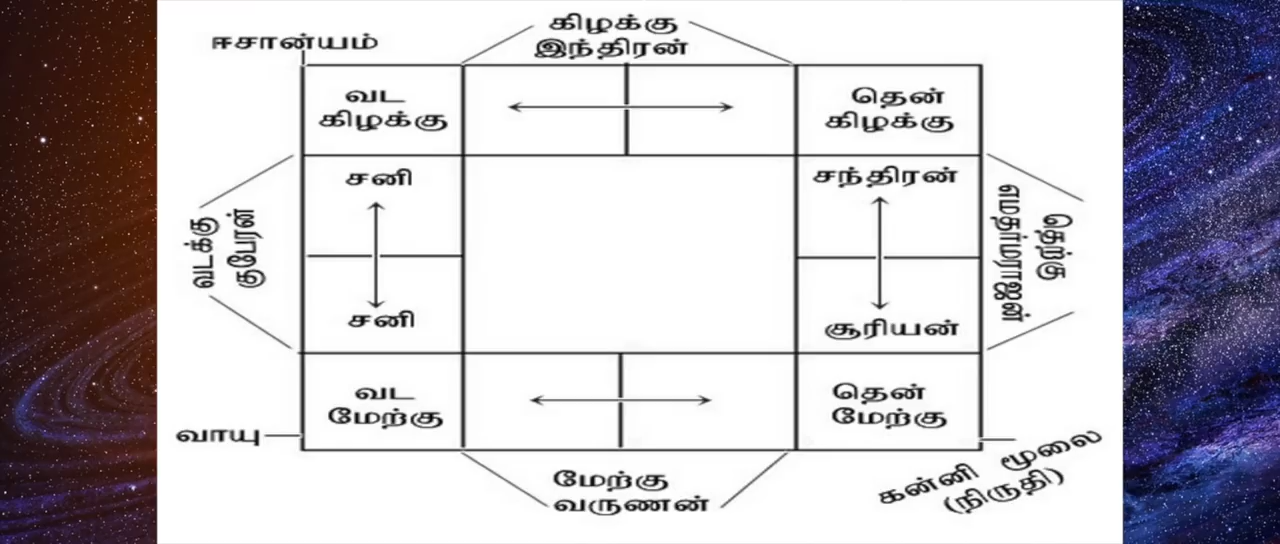 ஈசான்யம்
கிழக்கு
இந்திரன்
வட
கிழக்கு
தென்
கிழக்கு
சனி
சந்திரன்
வடக்கு
குபேரன்
எமதர்மராஜன்
தெற்கு
சனி
சூரியன்
வட
மேற்கு
தென்
மேற்கு
வாயு
மேற்கு
வருணன்
கன்னி மூலை
(நிருதி)